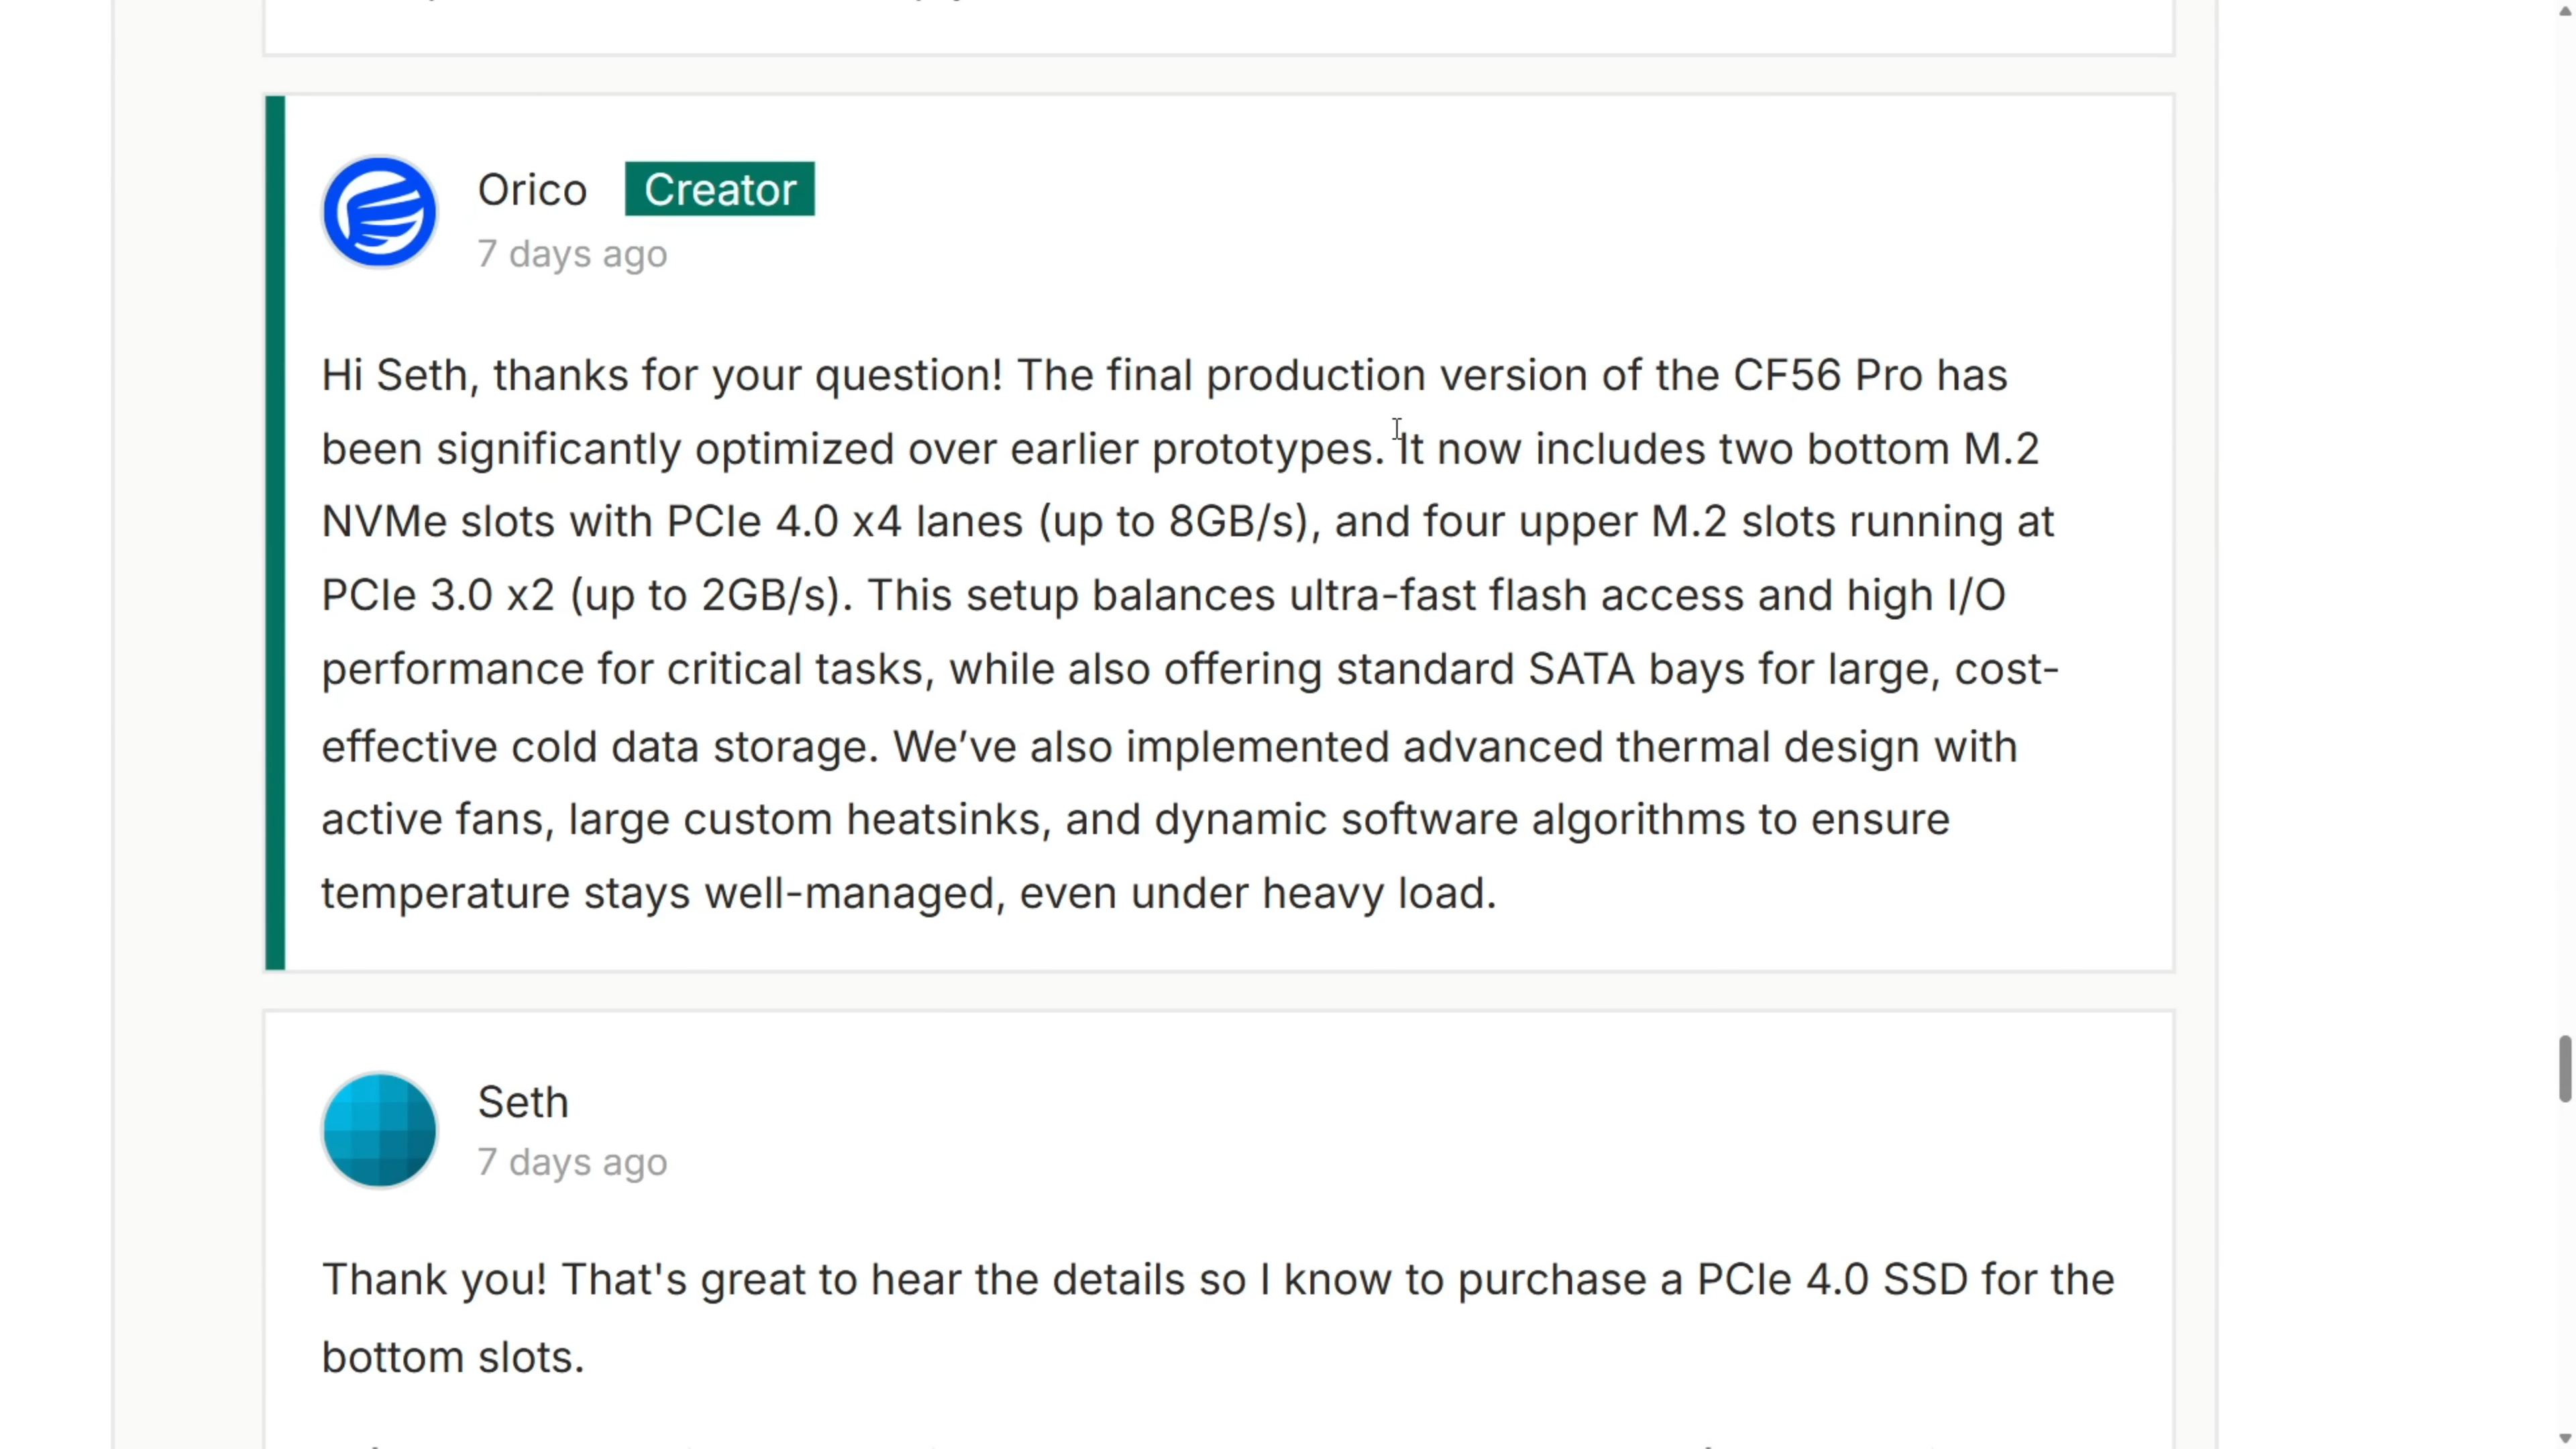 Orico Creator
7 days ago
Hi Seth, thanks for your question! The final production version of the CF56 Pro has
been significantly optimized over earlier prototypes. It now includes two bottom M.2
NVMe slots with PCIe 4.0 x4 lanes (up to 8GB/s), and four upper M.2 slots running at
PCIe 3.0 x2 (up to 2GB/s). This setup balances ultra-fast flash access and high I/O
performance for critical tasks, while also offering standard SATA bays for large, cost-
effective cold data storage. We’ve also implemented advanced thermal design with
active fans, large custom heatsinks, and dynamic software algorithms to ensure
temperature stays well-managed, even under heavy load.
Seth
7 days ago
Thank you! That's great to hear the details so I know to purchase a PCIe 4.0 SSD for the
bottom slots.